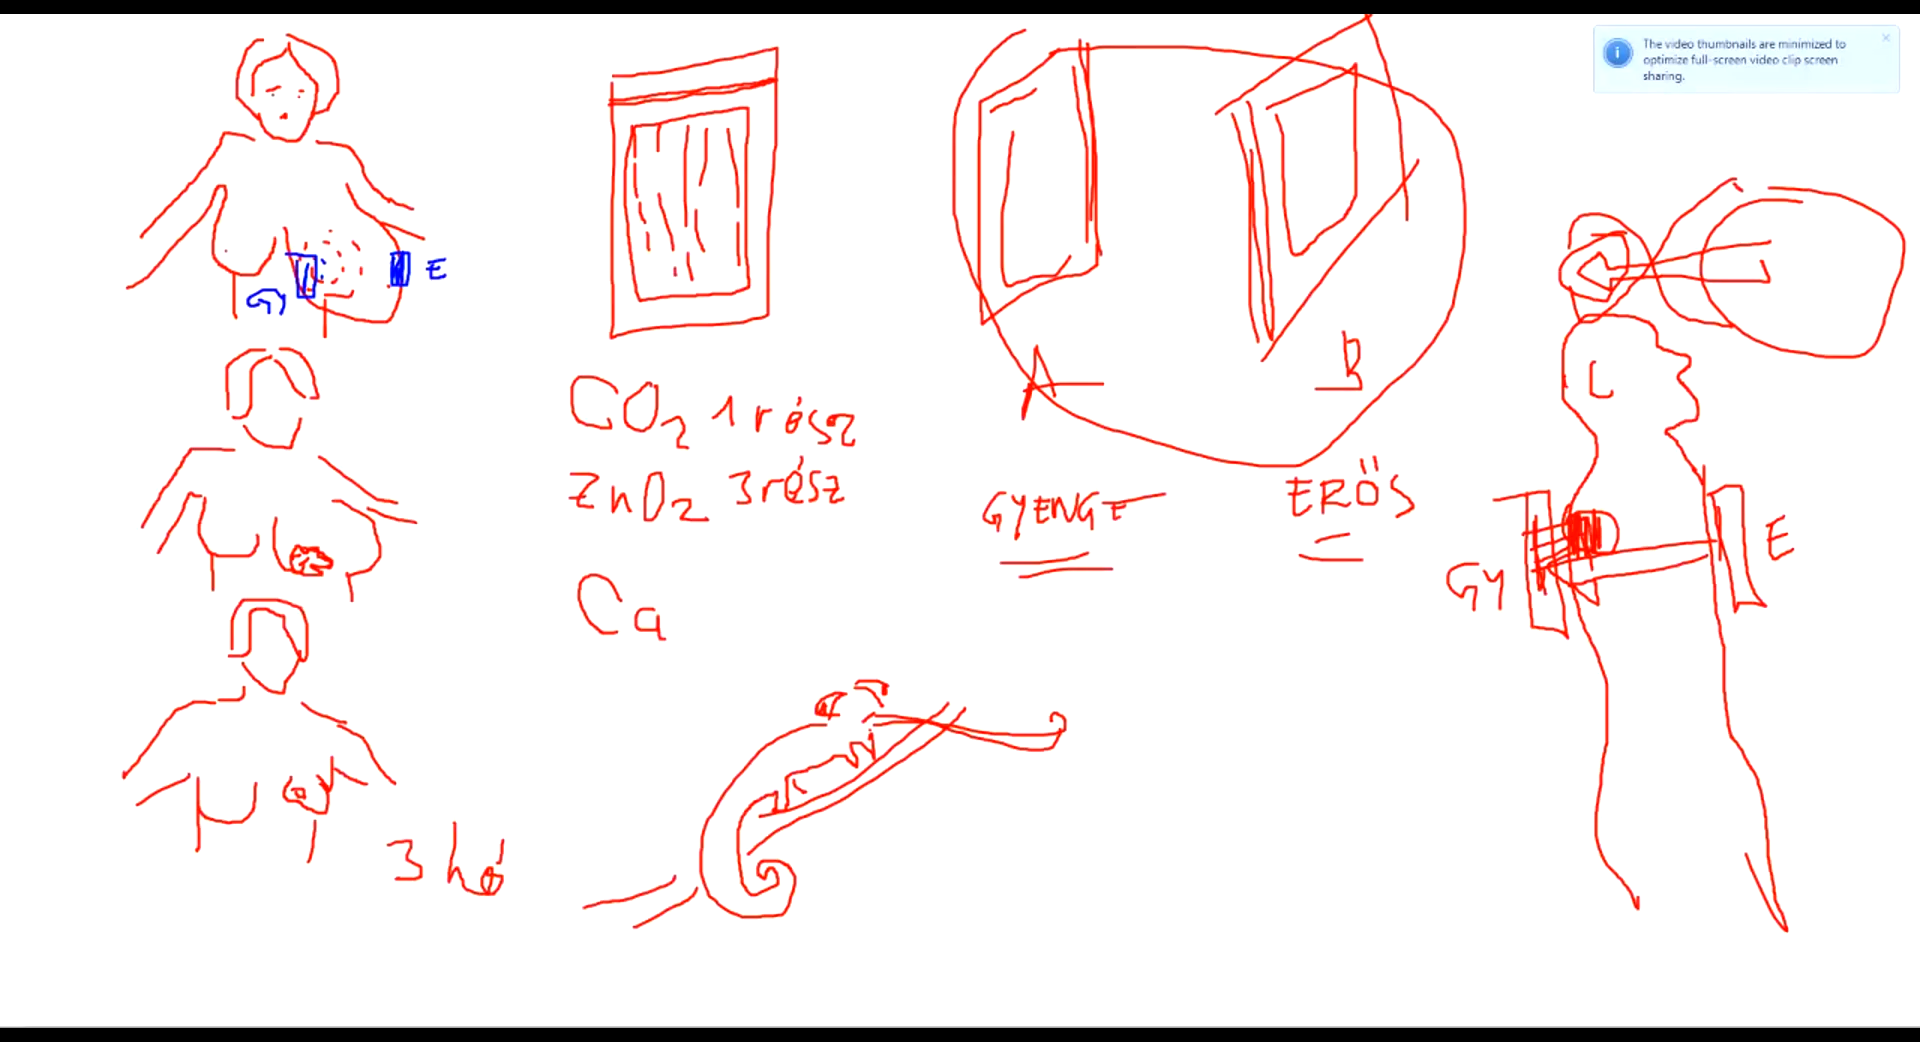 The video thumbnails are minimized to
optimize full-screen video clip screen
sharing.
E
Gy
CO2 1 rész
ZnO2 3 rész
Ca
A
B
GYENGE
ERŐS
GY
E
3 hó